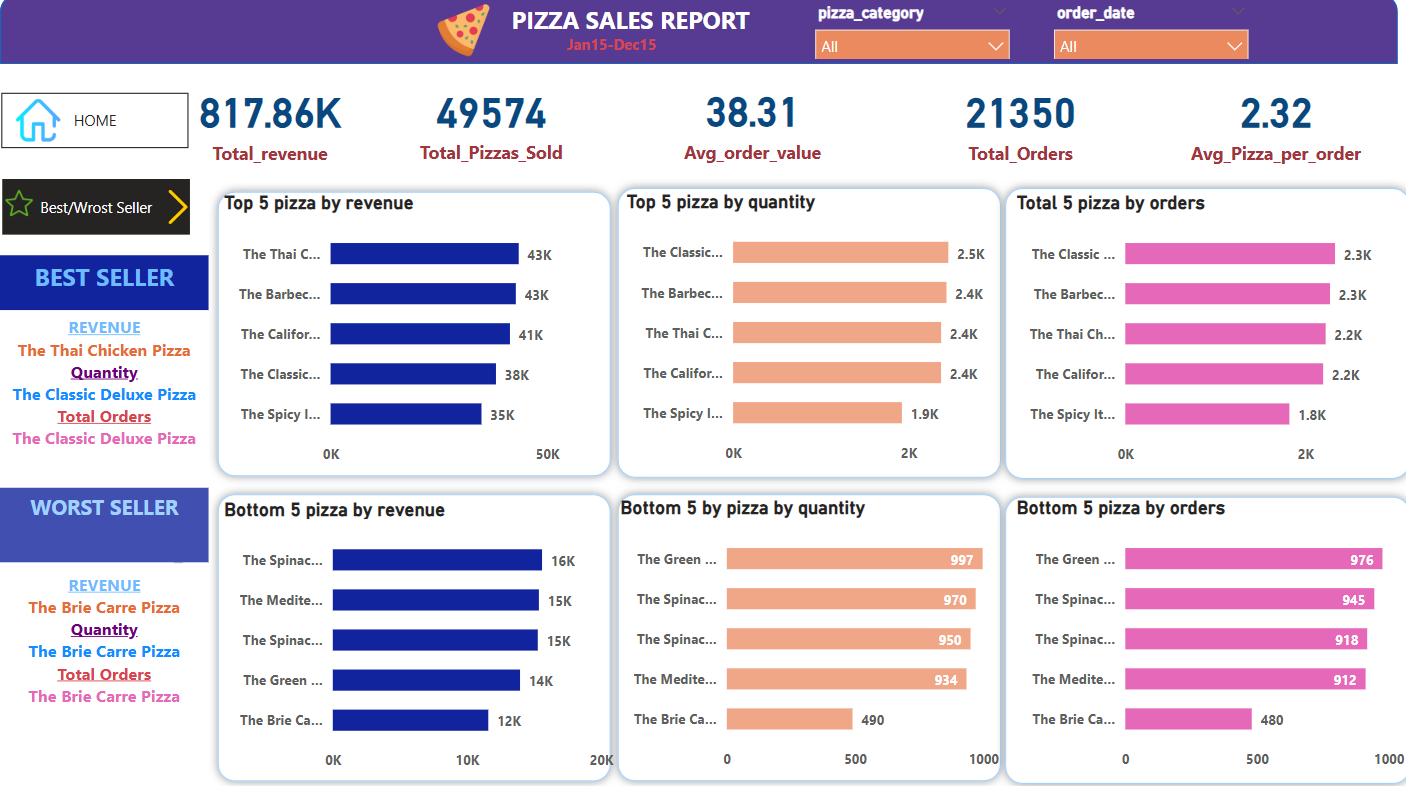 PIZZA SALES REPORT
Jan15-Dec15
pizza_category
All
order_date
All
HOME
817.86K
Total_revenue
49574
Total_Pizzas_Sold
38.31
Avg_order_value
21350
Total_Orders
2.32
Avg_Pizza_per_order
Best/Wrost Seller
BEST SELLER
REVENUE
The Thai Chicken Pizza
Quantity
The Classic Deluxe Pizza
Total Orders
The Classic Deluxe Pizza
WORST SELLER
REVENUE
The Brie Carre Pizza
Quantity
The Brie Carre Pizza
Total Orders
The Brie Carre Pizza
Top 5 pizza by revenue
The Thai C... 43K
The Barbec... 43K
The Califor... 41K
The Classic... 38K
The Spicy I... 35K
0K 50K
Top 5 pizza by quantity
The Classic... 2.5K
The Barbec... 2.4K
The Thai C... 2.4K
The Califor... 2.4K
The Spicy I... 1.9K
0K 2K
Total 5 pizza by orders
The Classic ... 2.3K
The Barbec... 2.3K
The Thai Ch... 2.2K
The Califor... 2.2K
The Spicy It... 1.8K
0K 2K
Bottom 5 pizza by revenue
The Spinac... 16K
The Medite... 15K
The Spinac... 15K
The Green ... 14K
The Brie Ca... 12K
0K 10K 20K
Bottom 5 by pizza by quantity
The Green ... 997
The Spinac... 970
The Spinac... 950
The Medite... 934
The Brie Ca... 490
0 500 1000
Bottom 5 pizza by orders
The Green ... 976
The Spinac... 945
The Spinac... 918
The Medite... 912
The Brie Ca... 480
0 500 1000